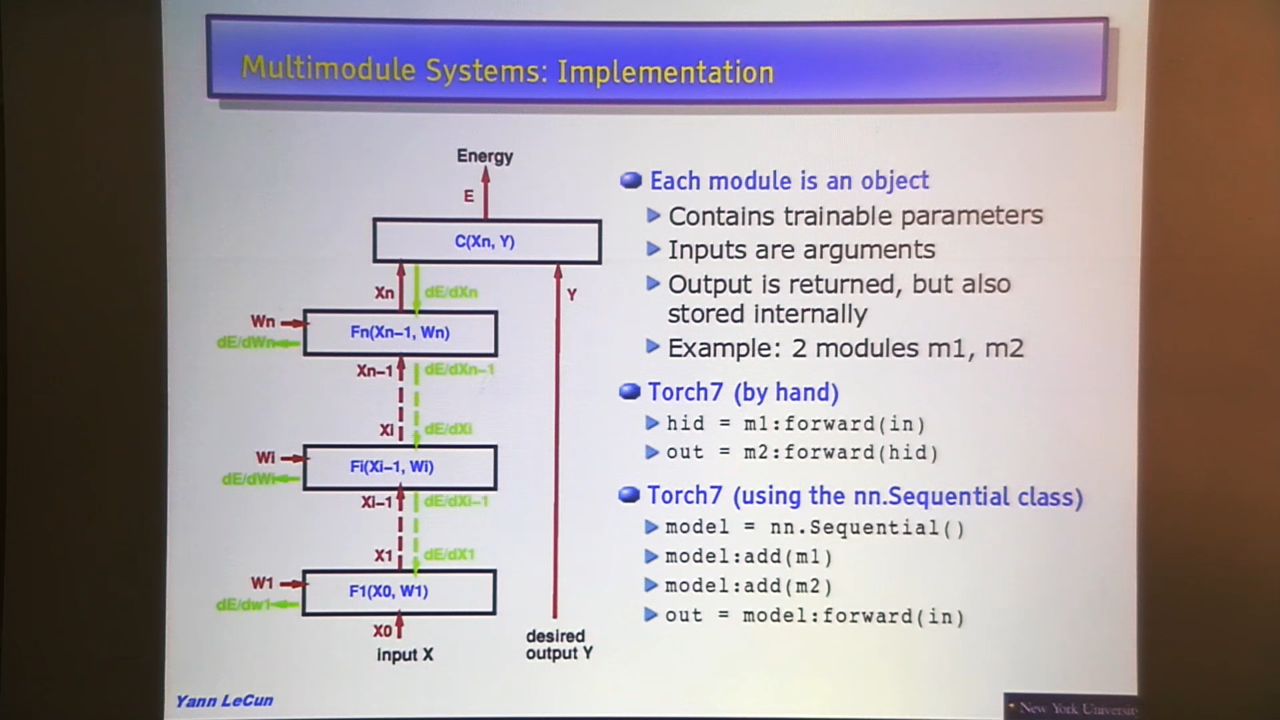 Multimodule Systems: Implementation
Energy
E
C(Xn, Y)
Xn
dE/dXn
Y
Wn
Fn(Xn-1, Wn)
dE/dWn
Xn-1
dE/dXn-1
Xi
dE/dXi
Wi
Fi(Xi-1, Wi)
dE/dWi
Xi-1
dE/dXi-1
X1
dE/dX1
W1
F1(X0, W1)
dE/dw1
X0
input X
desired
output Y
Each module is an object
Contains trainable parameters
Inputs are arguments
Output is returned, but also
stored internally
Example: 2 modules m1, m2
Torch7 (by hand)
hid = m1:forward(in)
out = m2:forward(hid)
Torch7 (using the nn.Sequential class)
model = nn.Sequential()
model:add(m1)
model:add(m2)
out = model:forward(in)
Yann LeCun
New York University